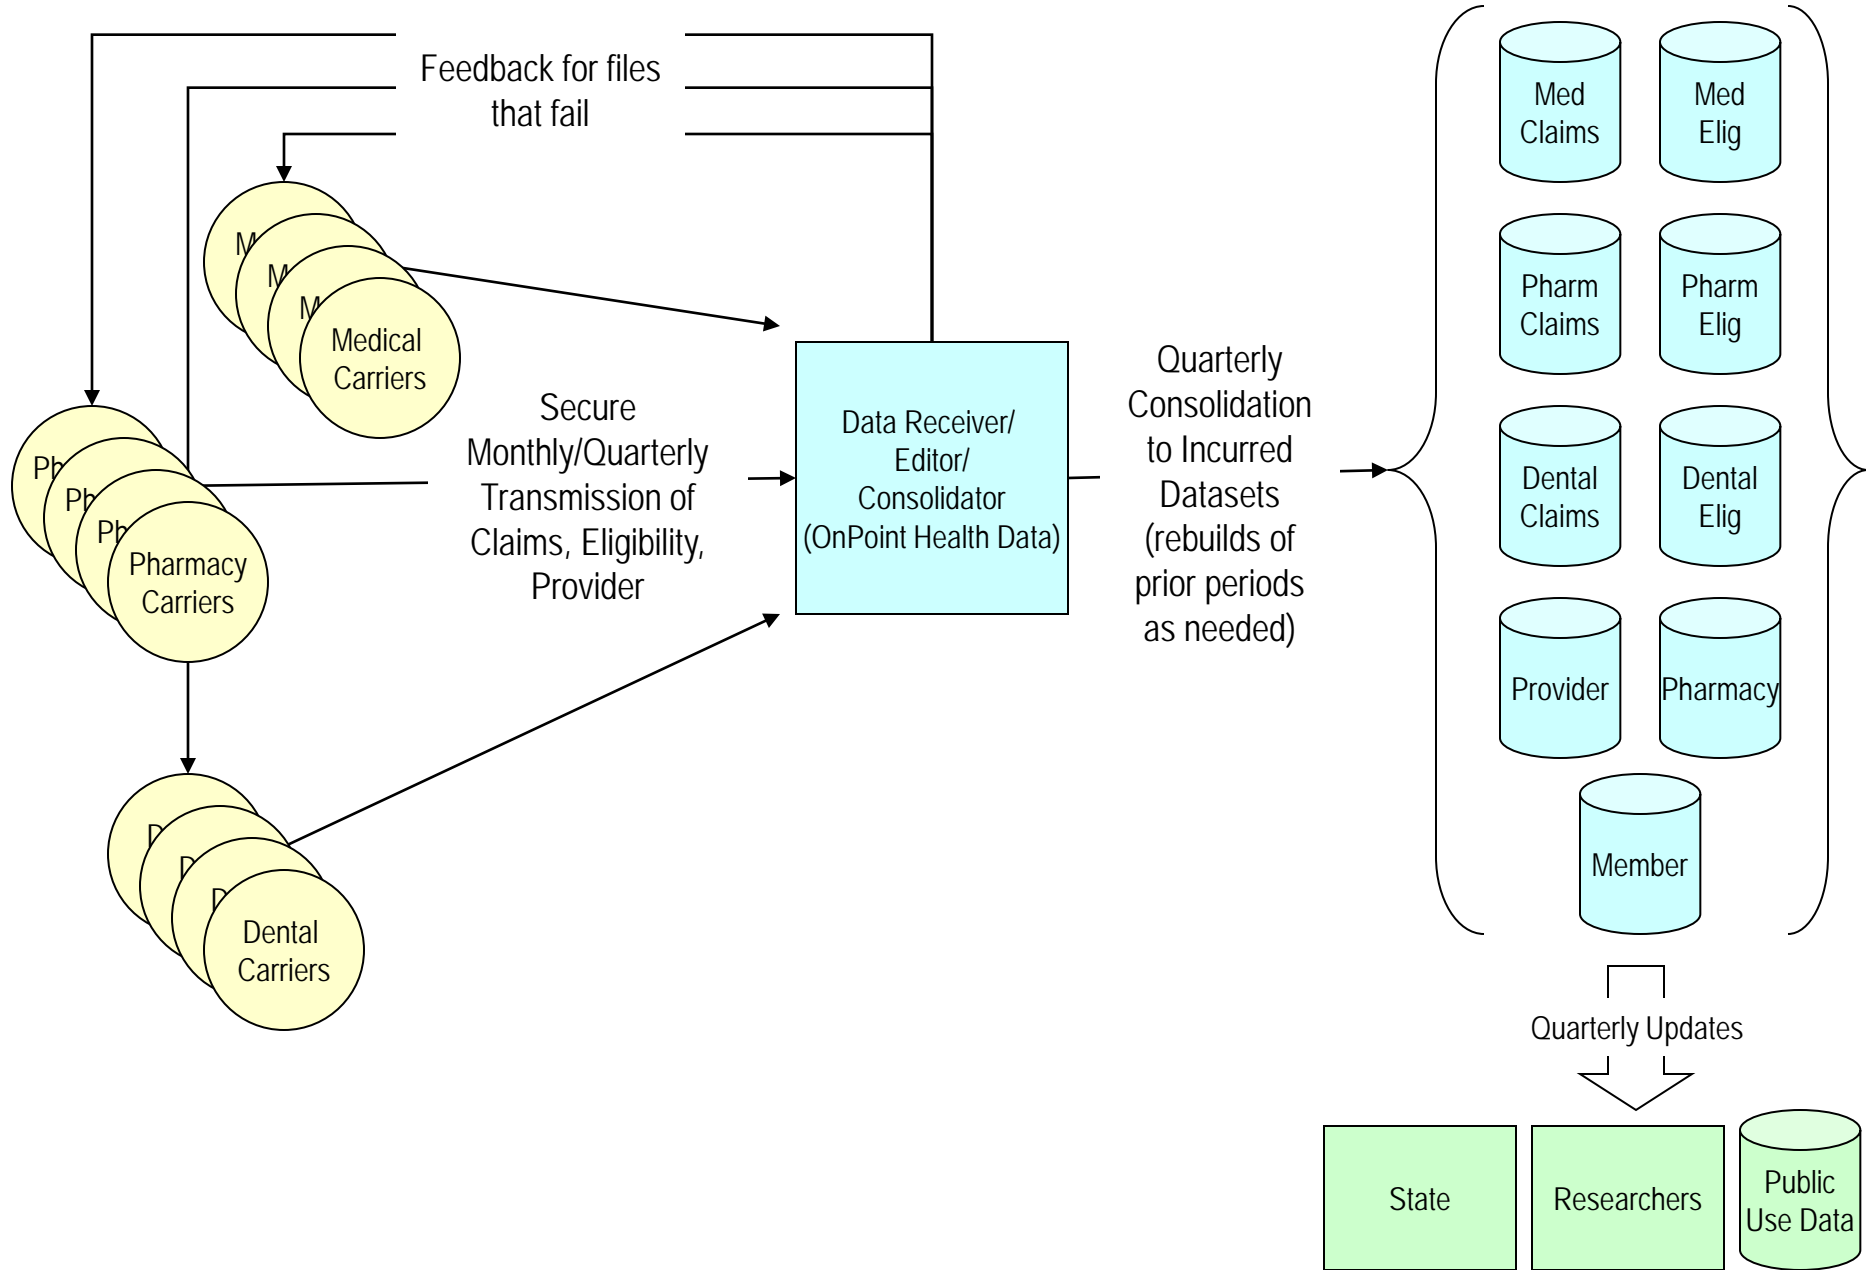 Feedback for files
that fail
M
M
M
Medical
Carriers
Ph
Ph
Ph
Pharmacy
Carriers
D
D
D
Dental
Carriers
Secure
Monthly/Quarterly
Transmission of
Claims, Eligibility,
Provider
Data Receiver/
Editor/
Consolidator
(OnPoint Health Data)
Quarterly
Consolidation
to Incurred
Datasets
(rebuilds of
prior periods
as needed)
Med
Claims
Med
Elig
Pharm
Claims
Pharm
Elig
Dental
Claims
Dental
Elig
Provider
Pharmacy
Member
Quarterly Updates
State
Researchers
Public
Use Data